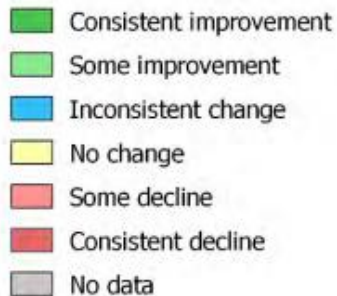 Consistent improvement
Some improvement
Inconsistent change
No change
Some decline
Consistent decline
No data